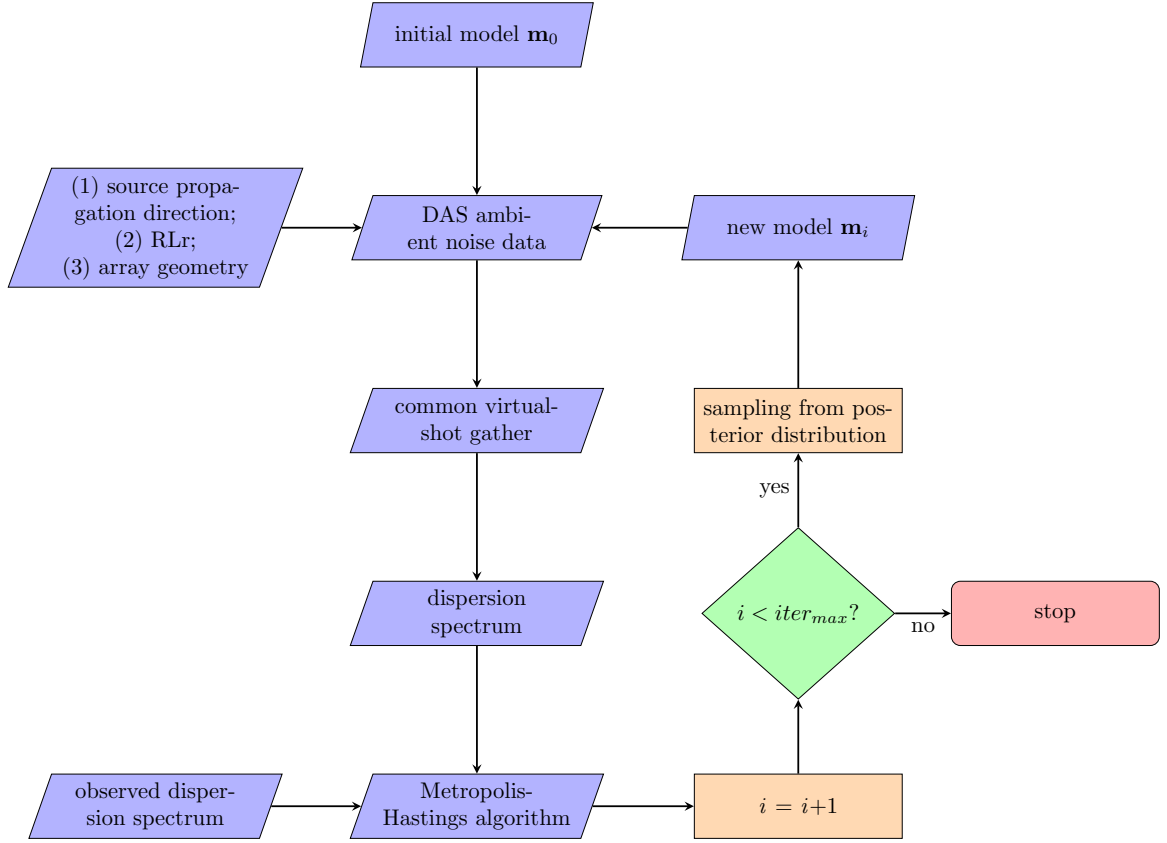 initial model m₀
(1) source propa-
gation direction;
(2) RLr;
(3) array geometry
DAS ambi-
ent noise data
new model mᵢ
common virtual-
shot gather
sampling from pos-
terior distribution
yes
dispersion
spectrum
i < iter_max?
no
stop
observed disper-
sion spectrum
Metropolis-
Hastings algorithm
i = i+1